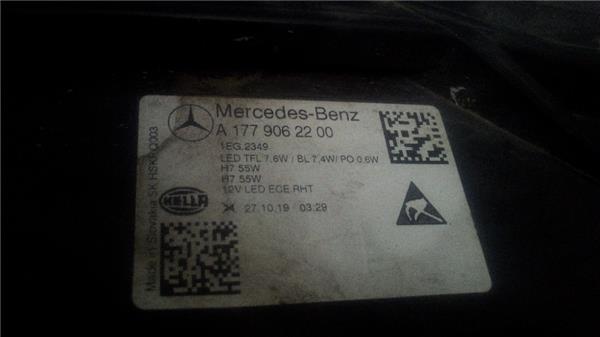 Mercedes-Benz
A 177 906 22 00
1EG.2349
LED TFL 7,6W / BL 7,4W/ PO 0,6W
H7 55W
H7 55W
12V LED ECE RHT
HELLA
27.10.19 03:29
Made in Slovakia SK